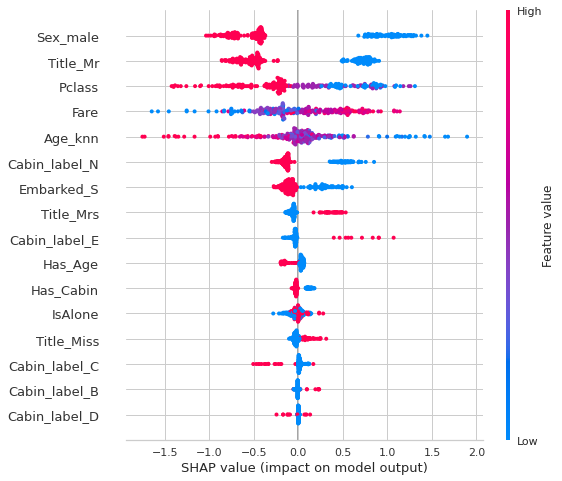 High
Sex_male
Title_Mr
Pclass
Fare
Age_knn
Cabin_label_N
Embarked_S
Title_Mrs
Cabin_label_E
Has_Age
Has_Cabin
IsAlone
Title_Miss
Cabin_label_C
Cabin_label_B
Cabin_label_D
Feature value
Low
−1.5 −1.0 −0.5 0.0 0.5 1.0 1.5 2.0
SHAP value (impact on model output)